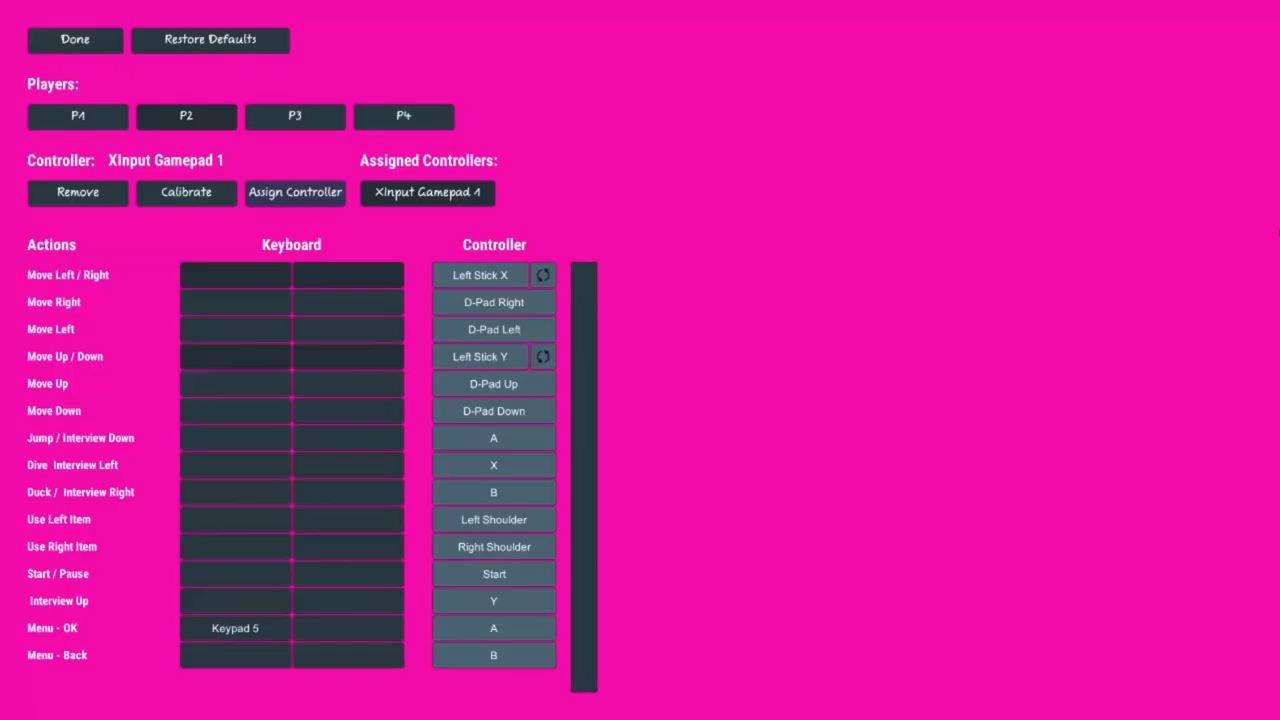 Done Restore Defaults
Players:
P1 P2 P3 P4
Controller: XInput Gamepad 1 Assigned Controllers:
Remove Calibrate Assign Controller XInput Gamepad 1
Actions Keyboard Controller
Move Left / Right Left Stick X
Move Right D-Pad Right
Move Left D-Pad Left
Move Up / Down Left Stick Y
Move Up D-Pad Up
Move Down D-Pad Down
Jump / Interview Down A
Dive Interview Left X
Duck / Interview Right B
Use Left Item Left Shoulder
Use Right Item Right Shoulder
Start / Pause Start
Interview Up Y
Menu - OK Keypad 5 A
Menu - Back B